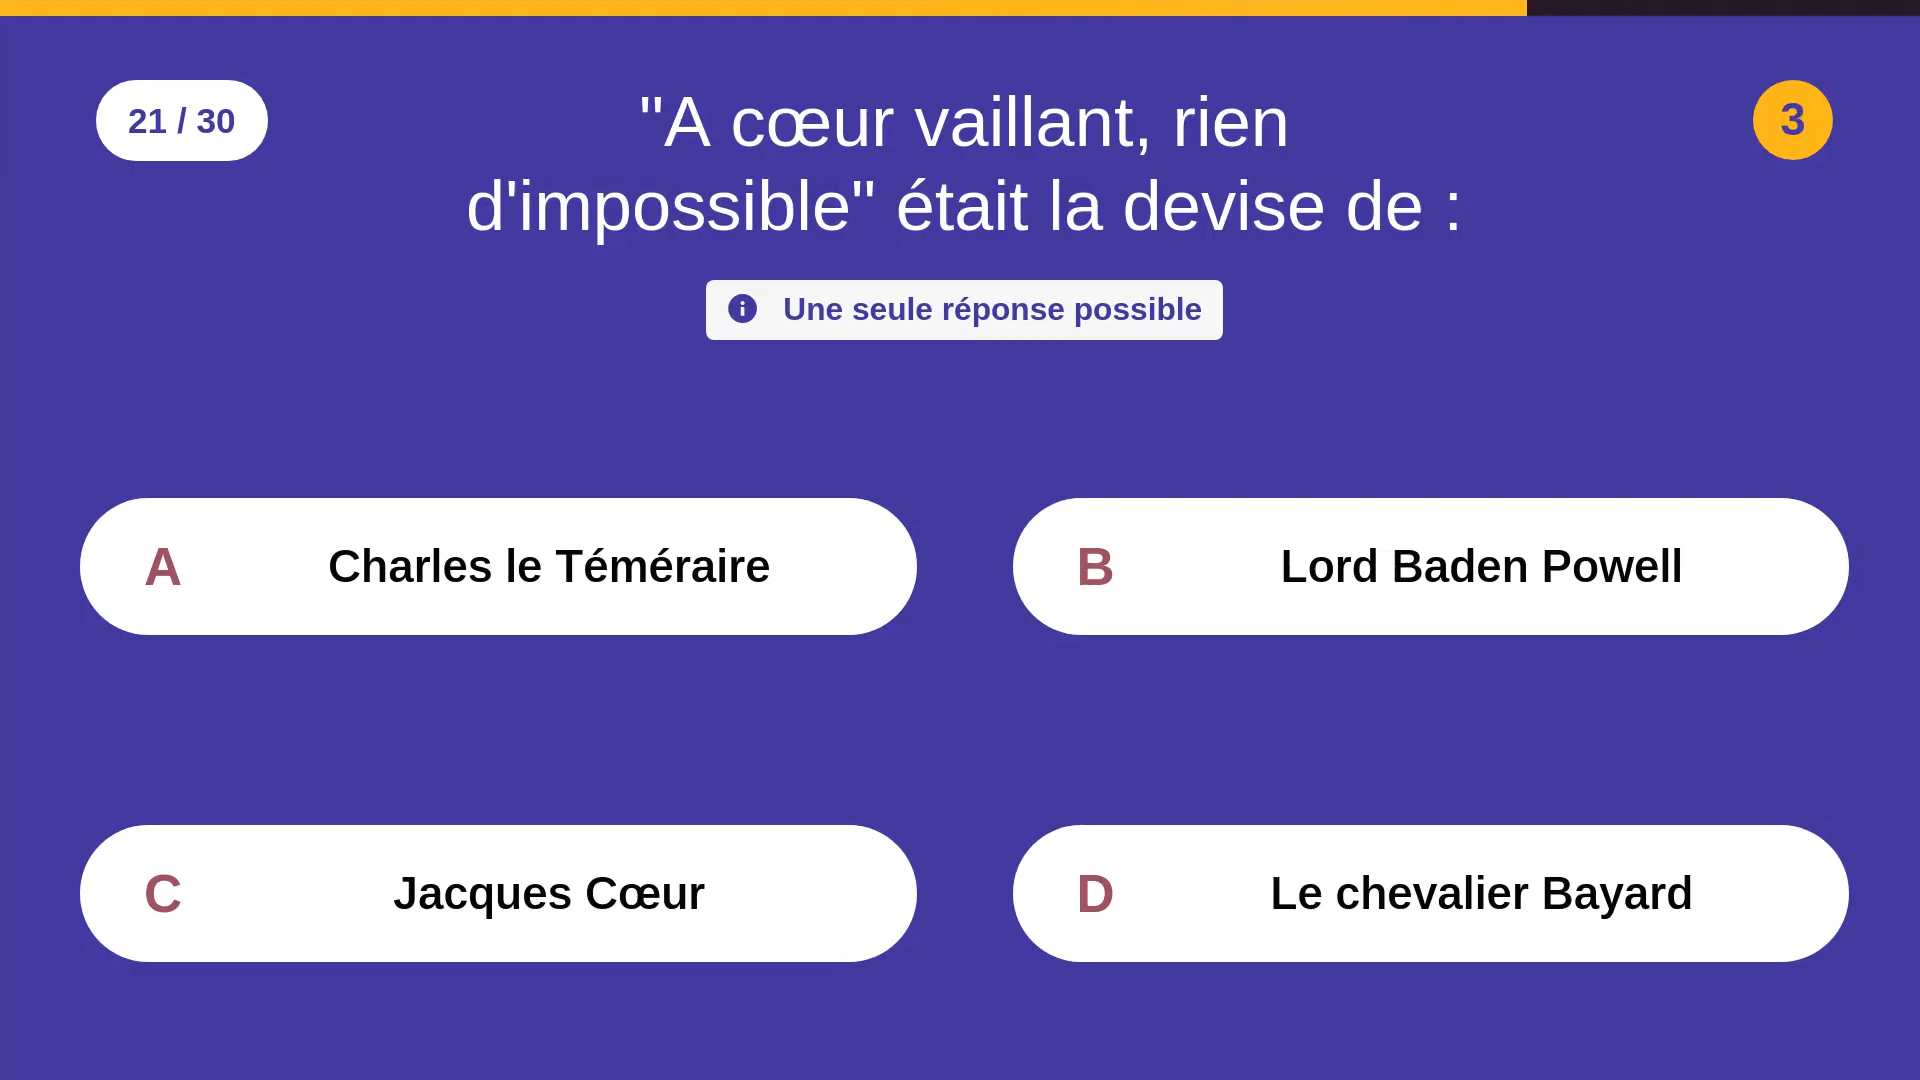 21 / 30
"A cœur vaillant, rien
d'impossible" était la devise de :
3
Une seule réponse possible
A Charles le Téméraire
B Lord Baden Powell
C Jacques Cœur
D Le chevalier Bayard